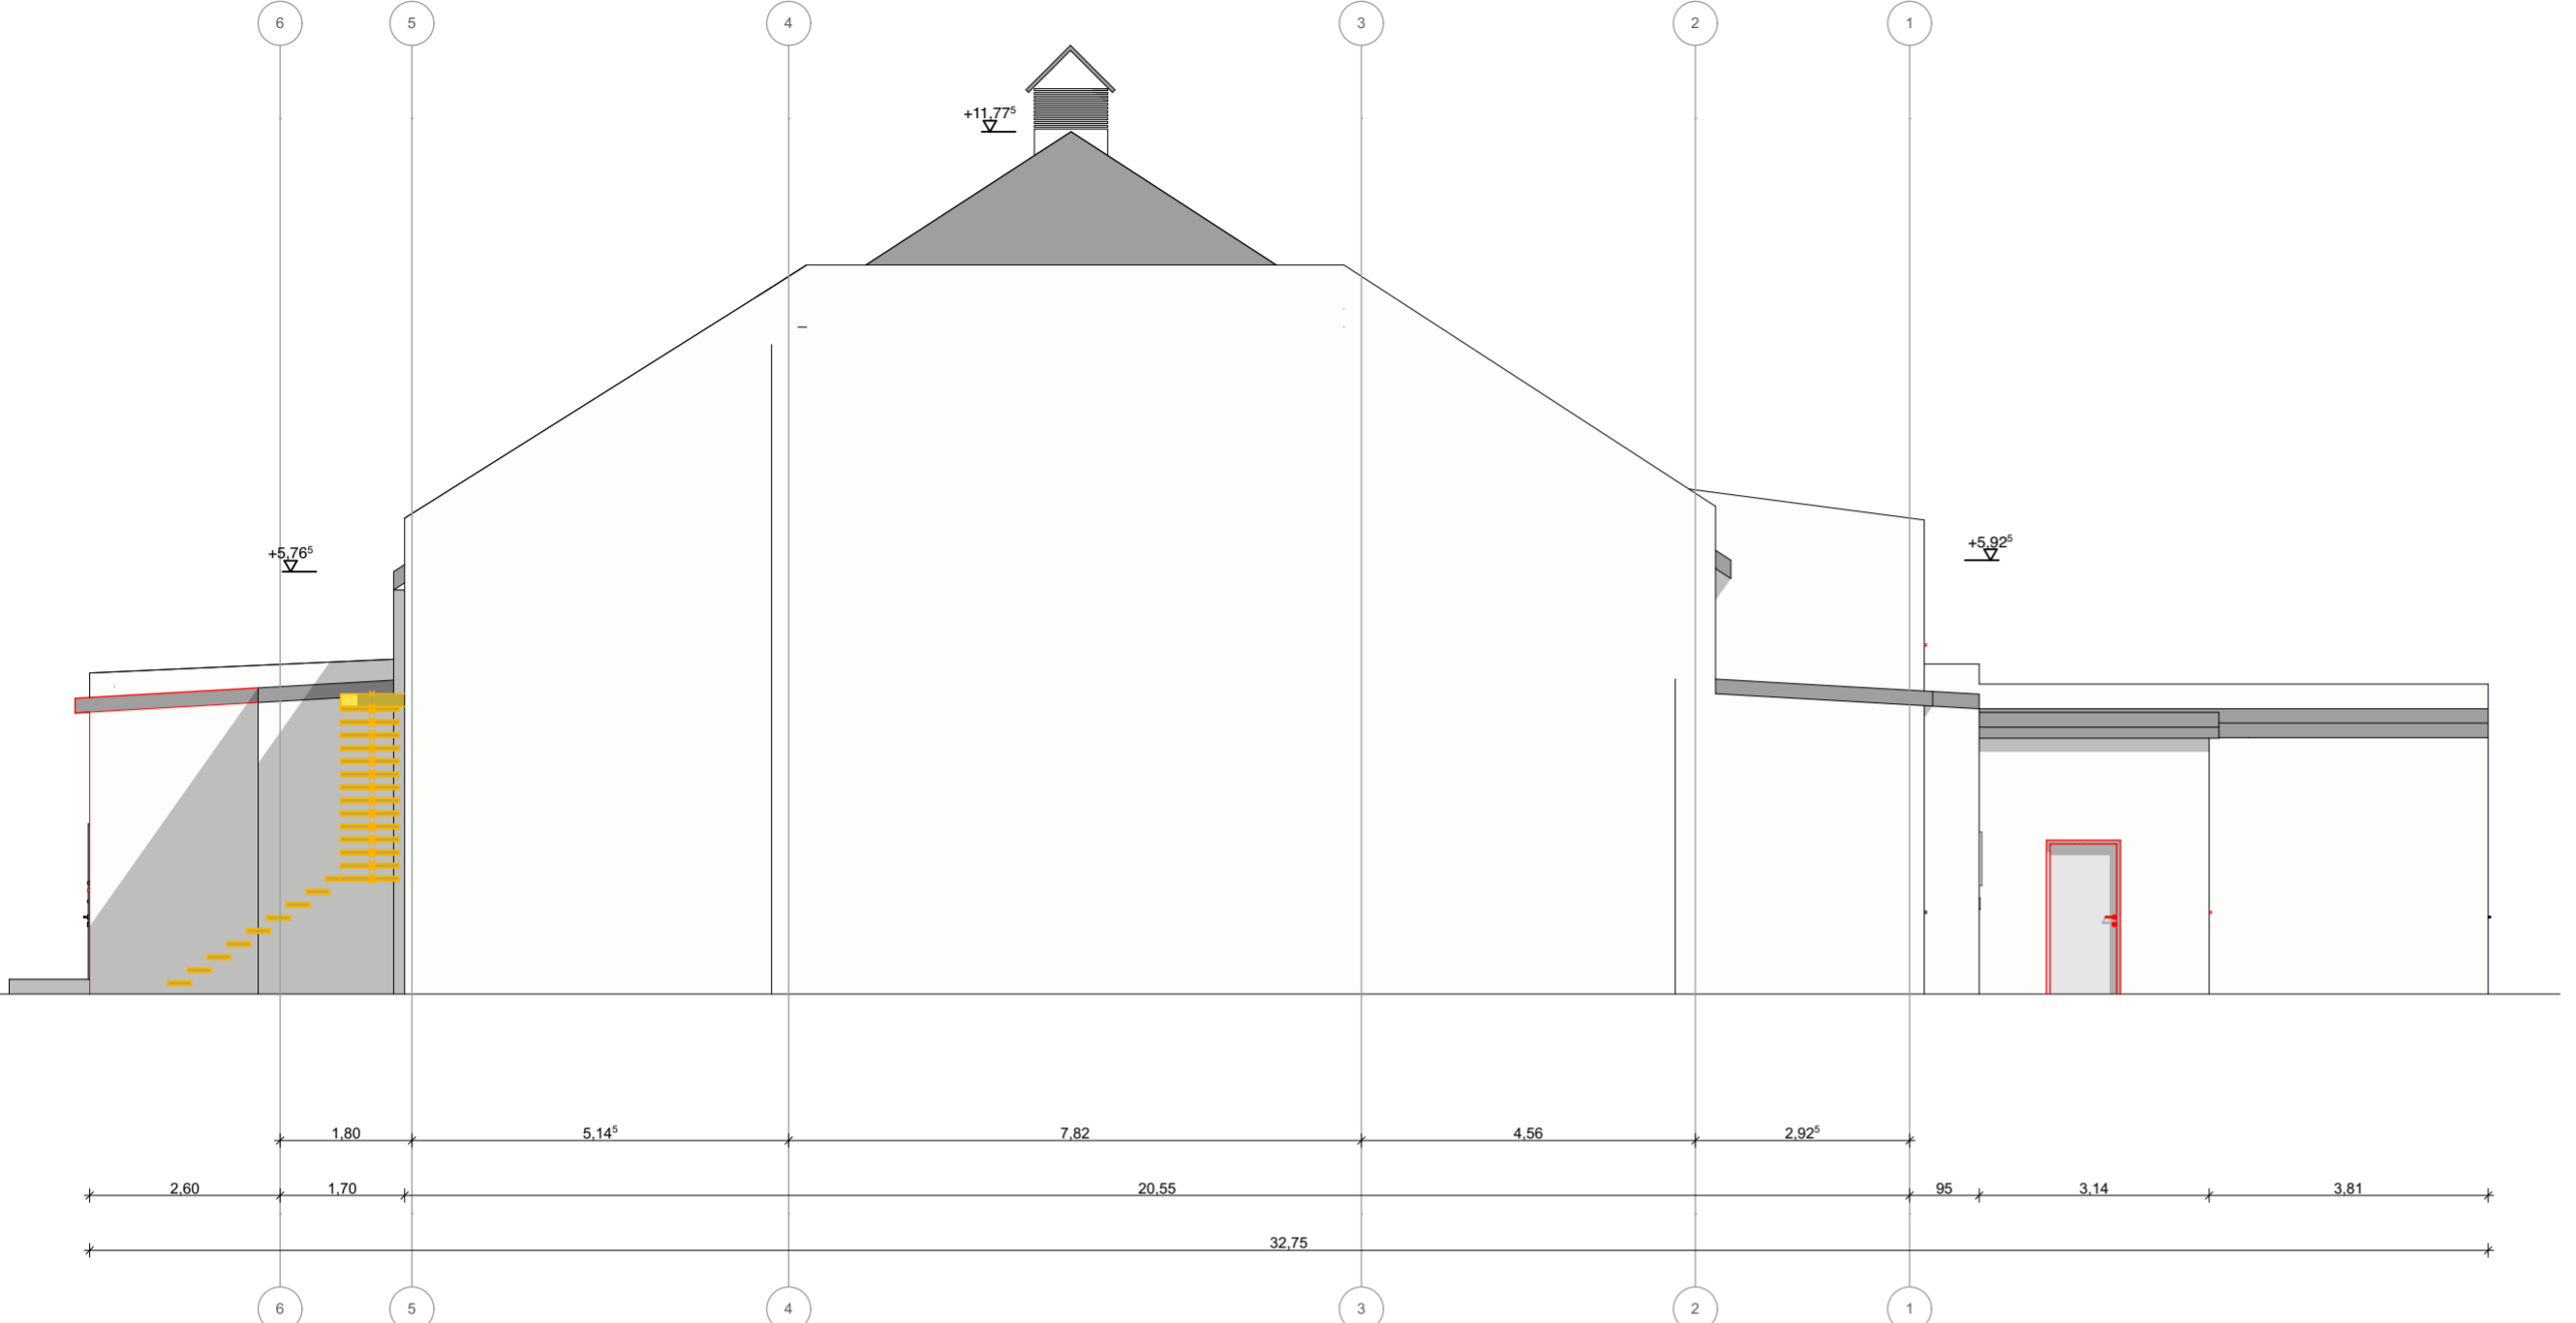 6 5 4 3 2 1
+11,77⁵
+5,92⁵
+5,76⁵
1,80 5,14⁵ 7,82 4,56 2,92⁵
2,60 1,70 20,55 95 3,14 3,81
32,75
6 5 4 3 2 1